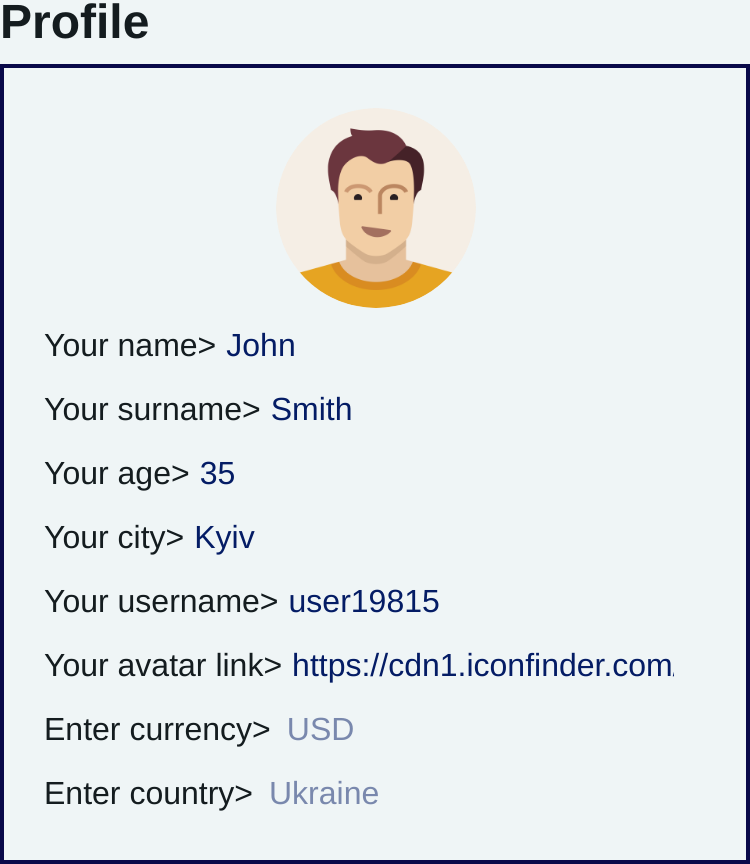 Profile
Your name> John
Your surname> Smith
Your age> 35
Your city> Kyiv
Your username> user19815
Your avatar link> https://cdn1.iconfinder.com
Enter currency> USD
Enter country> Ukraine